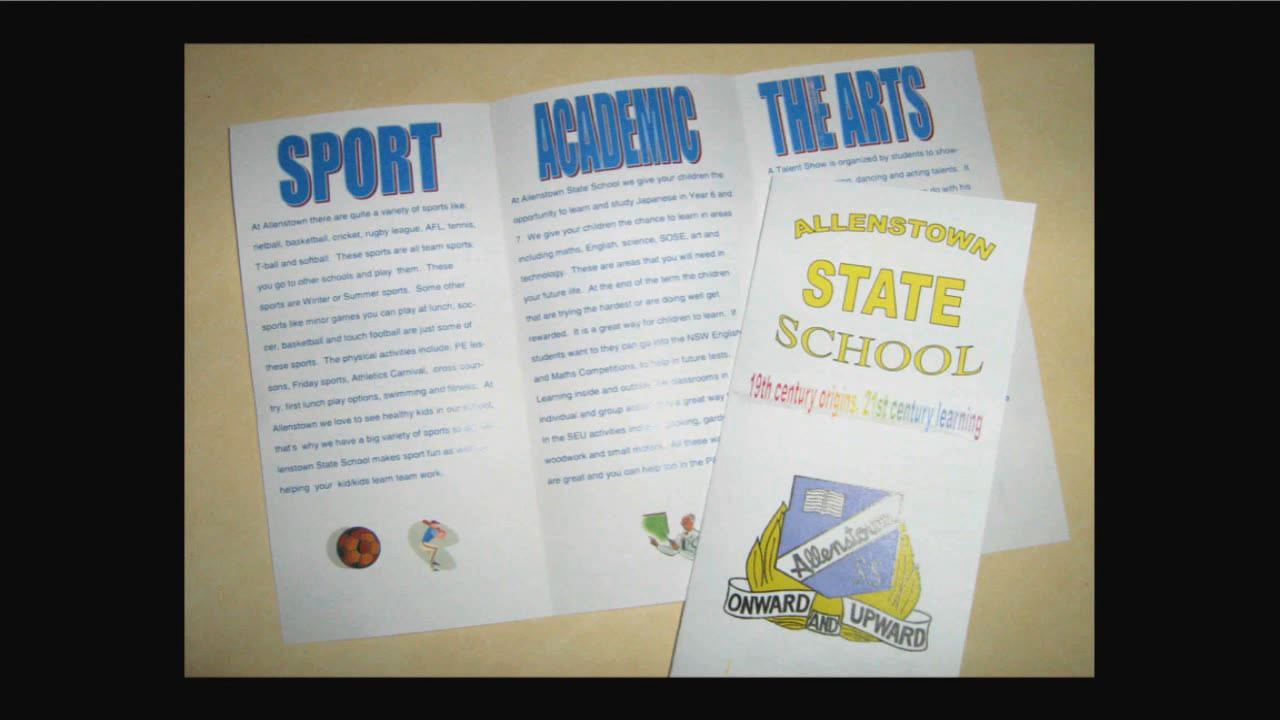 SPORT
At Allenstown there are quite a variety of sports like:
netball, basketball, cricket, rugby league, AFL, tennis,
T-ball and softball. These sports are all team sports
you go to other schools and play them. These
sports are Winter or Summer sports. Some other
sports like minor games you can play at lunch; soc-
cer, basketball and touch football are just some of
these sports. The physical activities include; PE les-
sons, Friday sports, Athletics Carnival, cross coun-
try, first lunch play options, swimming and fitness. At
Allenstown we love to see healthy kids in our school,
that's why we have a big variety of sports to
lenstown State School makes sport fun as
helping your kid/kids learn team work.
ACADEMIC
At Allenstown State School we give your children the
opportunity to learn and study Japanese in Year 6 and
7. We give your children the chance to learn in areas
including maths, English, science, SOSE, art and
technology. These are areas that you will need in
your future life. At the end of the term the children
that are trying the hardest or are doing well get
rewarded. It is a great way for children to learn. If
students want to they can go into the NSW English
and Maths Competitions, to help in future tests.
Learning inside and outside classrooms in
individual and group a great way
In the SEU activities
woodwork and small motors. All these
are great and you can help too in the
THE ARTS
A Talent Show is organized by students to show-
dancing and acting talents. It
do with his
ALLENSTOWN
STATE
SCHOOL
19th century origins, 21st century learning
Allenstown
S.S
ONWARD AND UPWARD